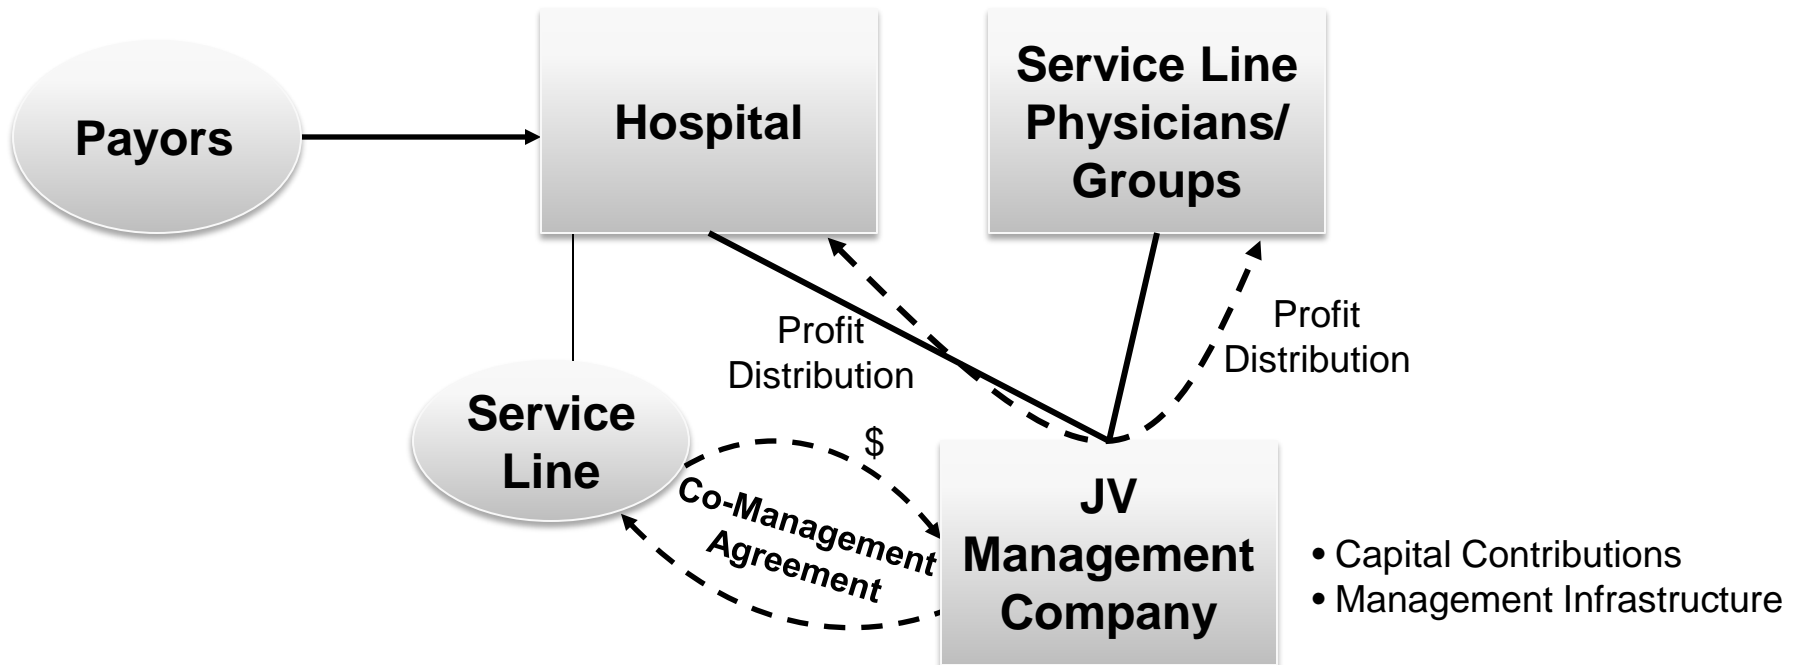 Payors
Hospital
Service Line
Physicians/
Groups
Profit
Distribution
Profit
Distribution
Service
Line
$
Co-Management
Agreement
JV
Management
Company
• Capital Contributions
• Management Infrastructure